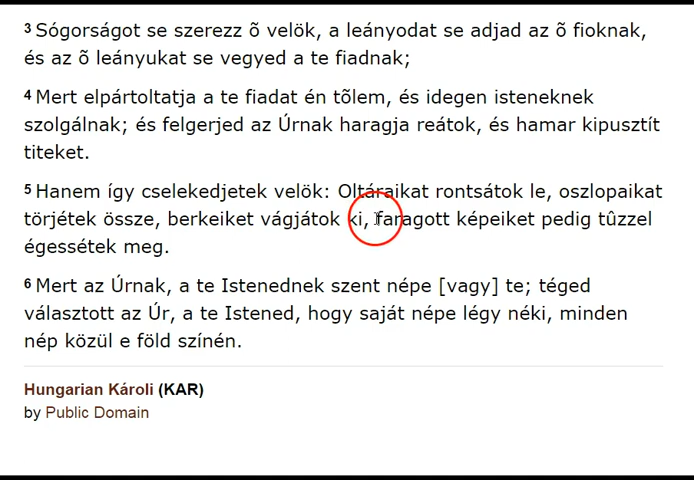 3 Sógorságot se szerezz õ velök, a leányodat se adjad az õ fioknak,
és az õ leányukat se vegyed a te fiadnak;
4 Mert elpártoltatja a te fiadat én tõlem, és idegen isteneknek
szolgálnak; és felgerjed az Úrnak haragja reátok, és hamar kipusztít
titeket.
5 Hanem így cselekedjetek velök: Oltáraikat rontsátok le, oszlopaikat
törjétek össze, berkeiket vágjátok ki, faragott képeiket pedig tûzzel
égessétek meg.
6 Mert az Úrnak, a te Istenednek szent népe [vagy] te; téged
választott az Úr, a te Istened, hogy saját népe légy néki, minden
nép közül e föld színén.
Hungarian Károli (KAR)
by Public Domain